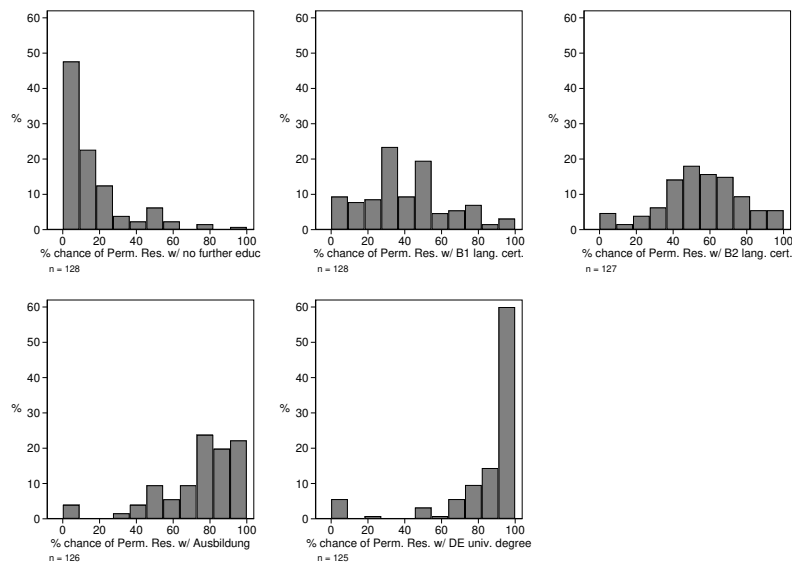 60
50
40
%
30
20
10
0
0 20 40 60 80 100
% chance of Perm. Res. w/ no further educ
n = 128
60
50
40
%
30
20
10
0
0 20 40 60 80 100
% chance of Perm. Res. w/ B1 lang. cert.
n = 128
60
50
40
%
30
20
10
0
0 20 40 60 80 100
% chance of Perm. Res. w/ B2 lang. cert.
n = 127
60
50
40
%
30
20
10
0
0 20 40 60 80 100
% chance of Perm. Res. w/ Ausbildung
n = 126
60
50
40
%
30
20
10
0
0 20 40 60 80 100
% chance of Perm. Res. w/ DE univ. degree
n = 125